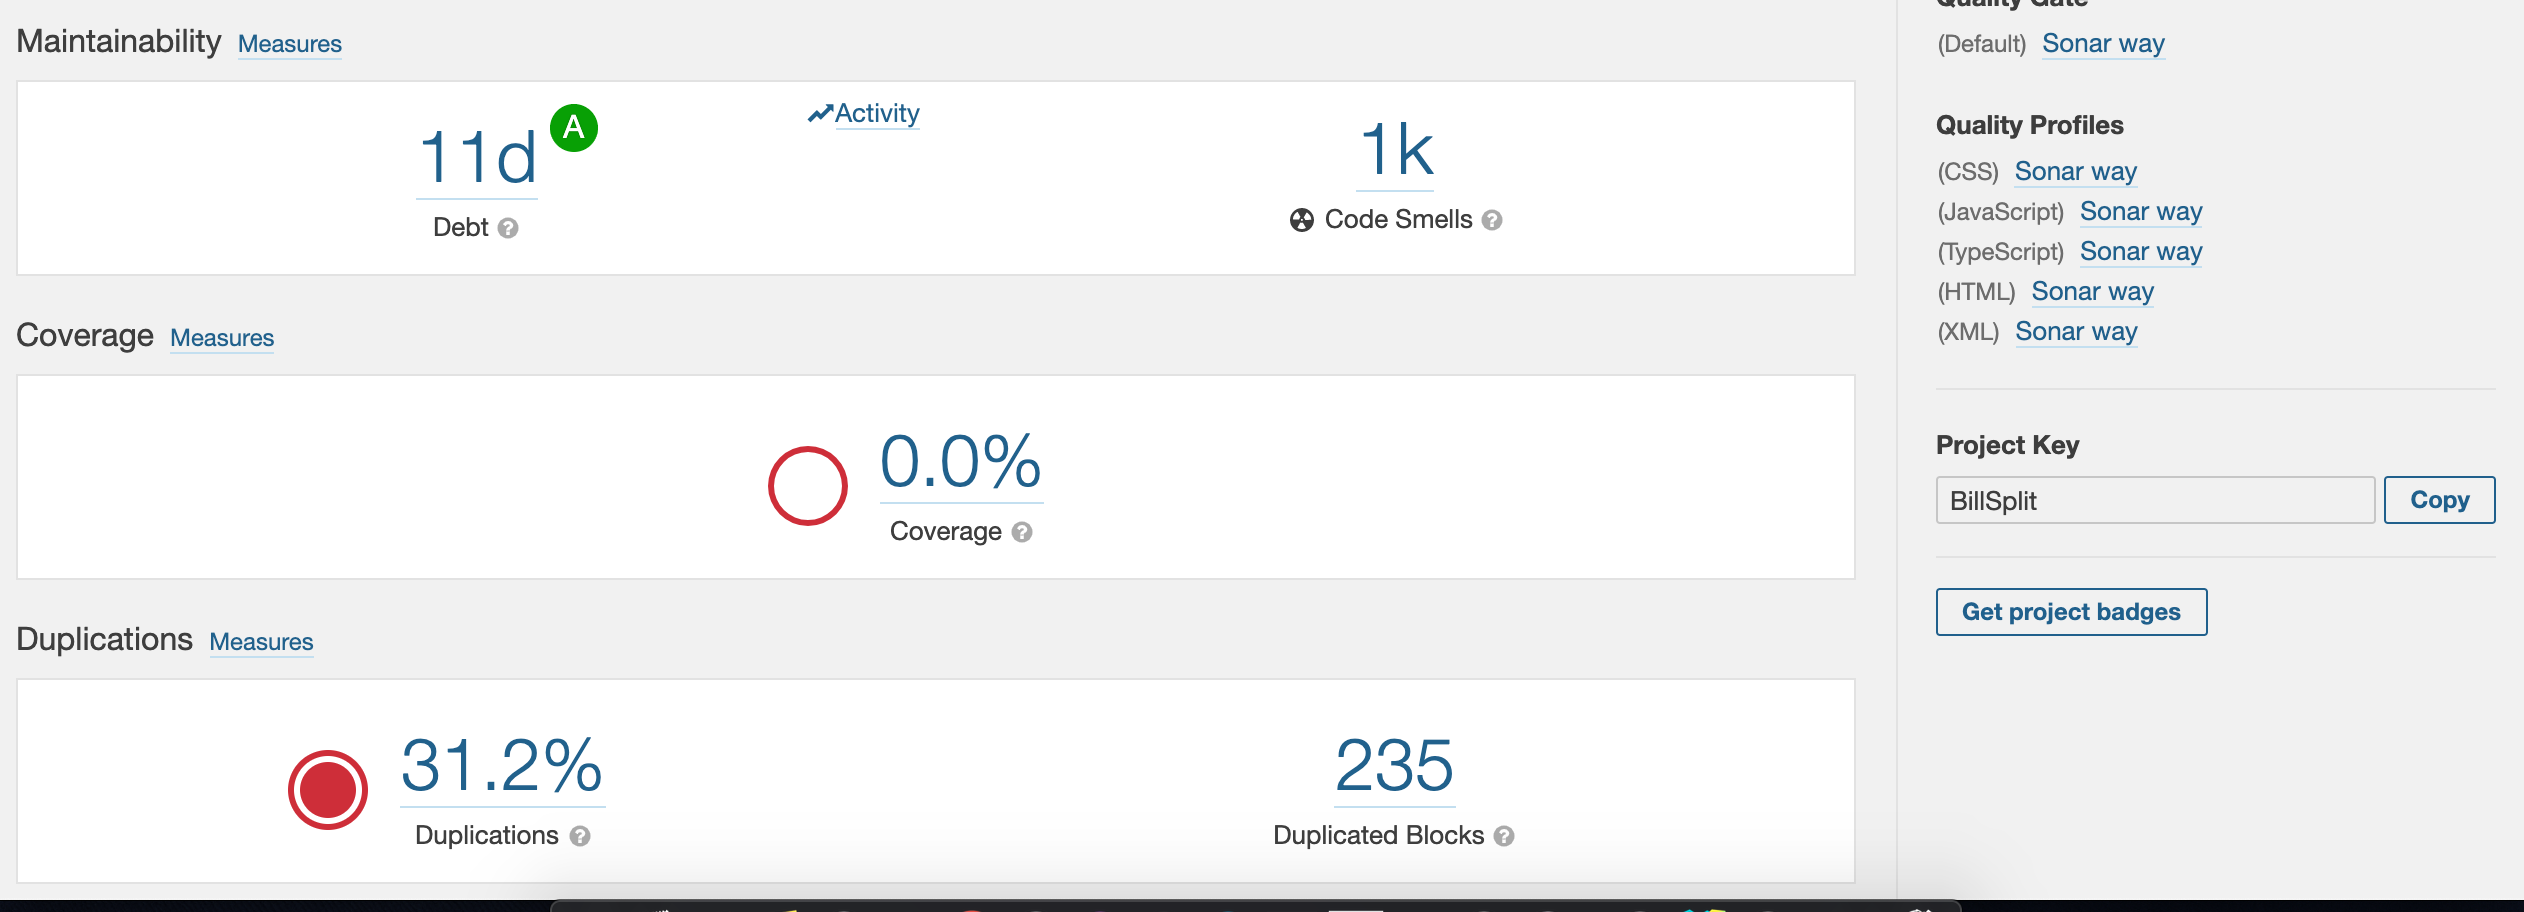 Maintainability Measures
11d A
Debt ?
Activity
1k
Code Smells ?
Coverage Measures
0.0%
Coverage ?
Duplications Measures
31.2%
Duplications ?
235
Duplicated Blocks ?
Quality Gate
(Default) Sonar way
Quality Profiles
(CSS) Sonar way
(JavaScript) Sonar way
(TypeScript) Sonar way
(HTML) Sonar way
(XML) Sonar way
Project Key
BillSplit Copy
Get project badges